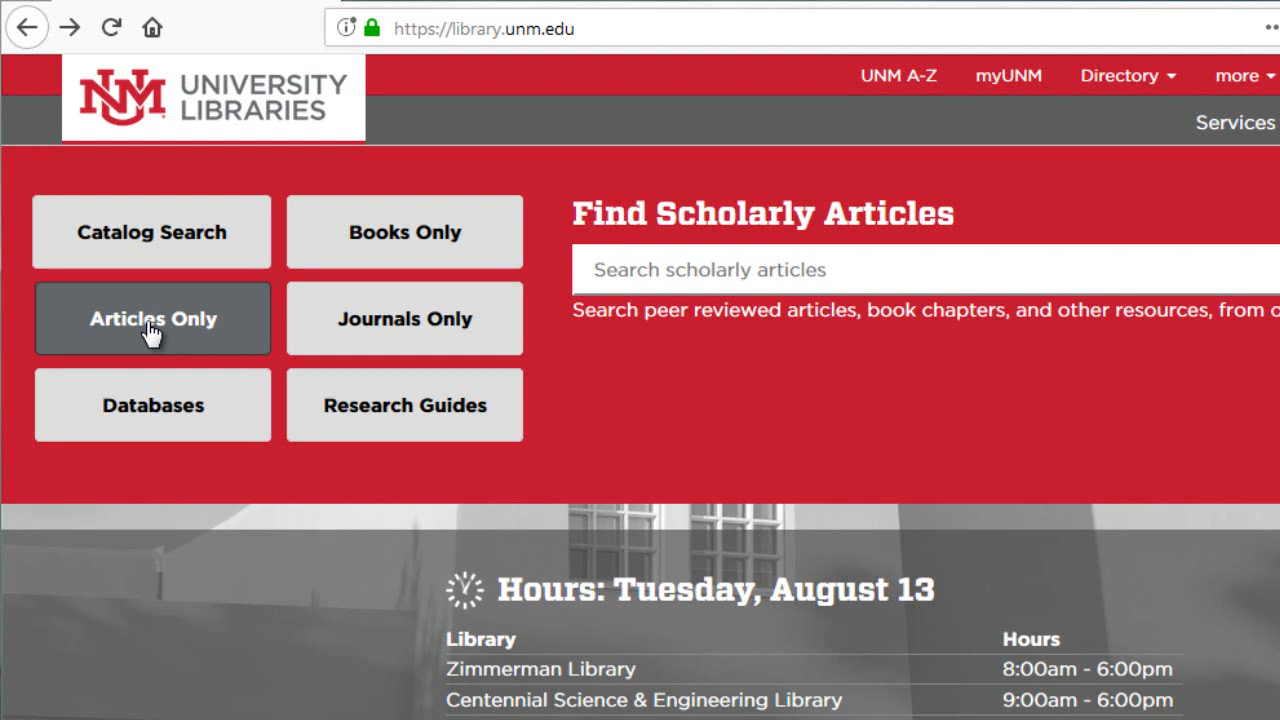 https://library.unm.edu
UNM A-Z myUNM Directory more
UNM UNIVERSITY
LIBRARIES
Services
Catalog Search Books Only
Articles Only Journals Only
Databases Research Guides
Find Scholarly Articles
Search scholarly articles
Search peer reviewed articles, book chapters, and other resources, from
Hours: Tuesday, August 13
Library Hours
Zimmerman Library 8:00am - 6:00pm
Centennial Science & Engineering Library 9:00am - 6:00pm